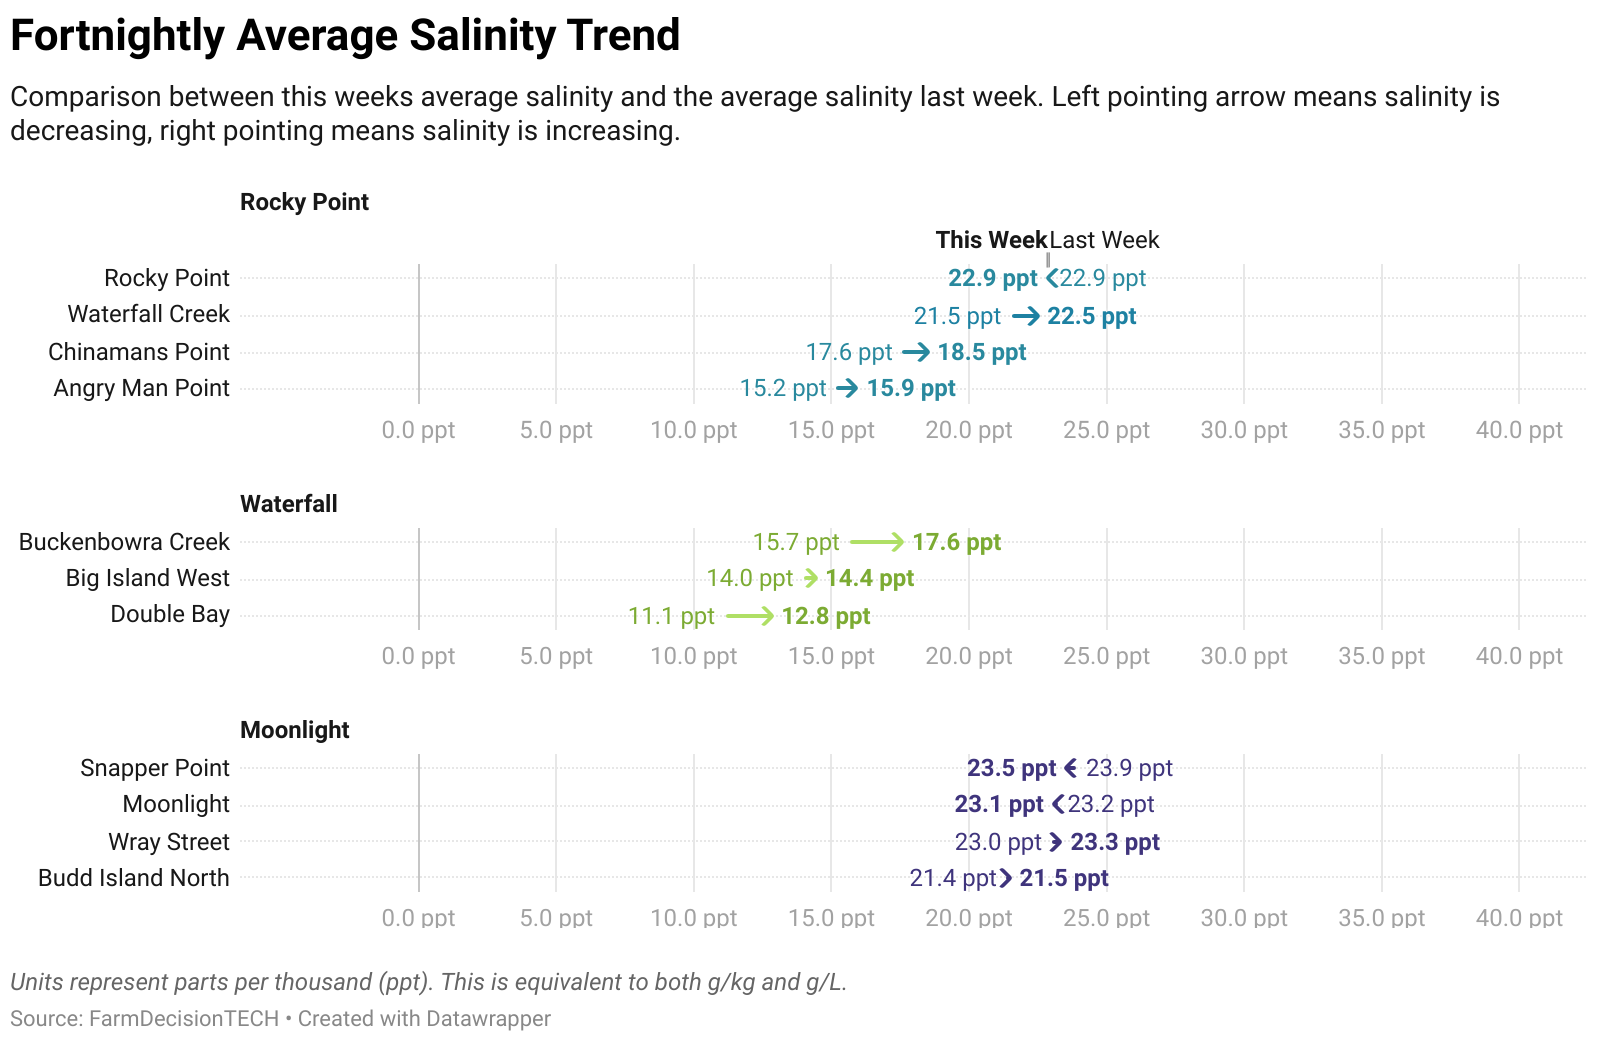 Fortnightly Average Salinity Trend
Comparison between this weeks average salinity and the average salinity last week. Left pointing arrow means salinity is
decreasing, right pointing means salinity is increasing.
Rocky Point
This Week Last Week
Rocky Point 22.9 ppt 22.9 ppt
Waterfall Creek 21.5 ppt 22.5 ppt
Chinamans Point 17.6 ppt 18.5 ppt
Angry Man Point 15.2 ppt 15.9 ppt
0.0 ppt 5.0 ppt 10.0 ppt 15.0 ppt 20.0 ppt 25.0 ppt 30.0 ppt 35.0 ppt 40.0 ppt
Waterfall
Buckenbowra Creek 15.7 ppt 17.6 ppt
Big Island West 14.0 ppt 14.4 ppt
Double Bay 11.1 ppt 12.8 ppt
0.0 ppt 5.0 ppt 10.0 ppt 15.0 ppt 20.0 ppt 25.0 ppt 30.0 ppt 35.0 ppt 40.0 ppt
Moonlight
Snapper Point 23.5 ppt 23.9 ppt
Moonlight 23.1 ppt 23.2 ppt
Wray Street 23.0 ppt 23.3 ppt
Budd Island North 21.4 ppt 21.5 ppt
0.0 ppt 5.0 ppt 10.0 ppt 15.0 ppt 20.0 ppt 25.0 ppt 30.0 ppt 35.0 ppt 40.0 ppt
Units represent parts per thousand (ppt). This is equivalent to both g/kg and g/L.
Source: FarmDecisionTECH • Created with Datawrapper